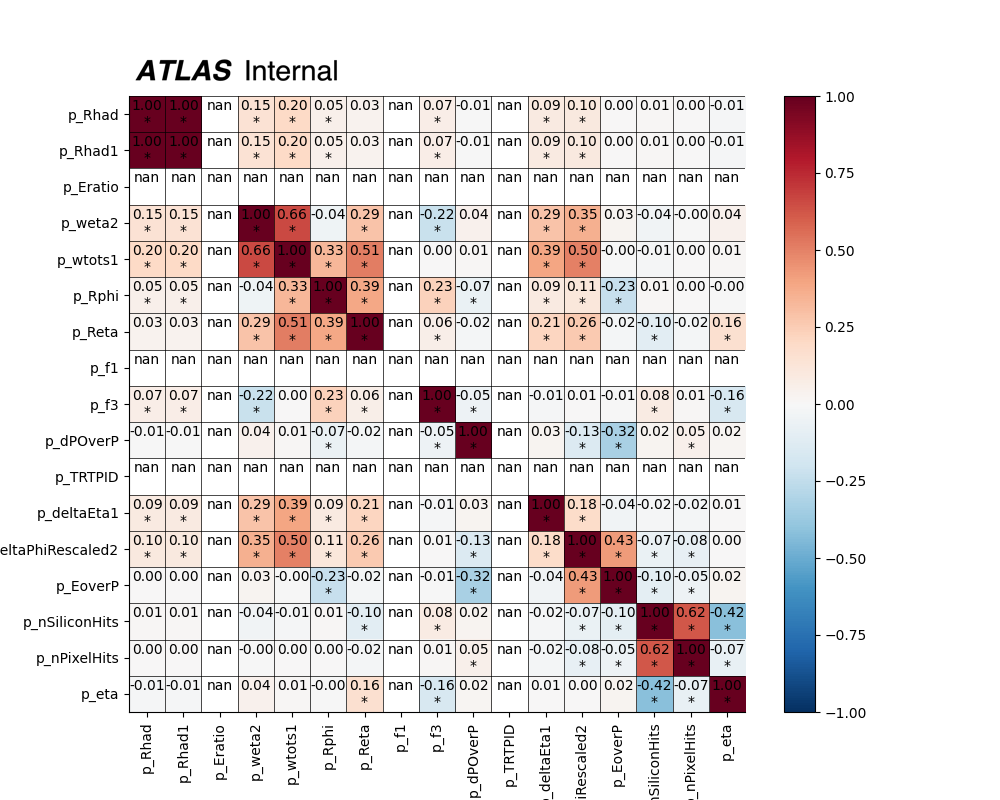 ATLAS Internal
p_Rhad 1.00 1.00 nan 0.15 0.20 0.05 0.03 nan 0.07 -0.01 nan 0.09 0.10 0.00 0.01 0.00 -0.01
* * * * * * * *
p_Rhad1 1.00 1.00 nan 0.15 0.20 0.05 0.03 nan 0.07 -0.01 nan 0.09 0.10 0.00 0.01 0.00 -0.01
* * * * * * * *
p_Eratio nan nan nan nan nan nan nan nan nan nan nan nan nan nan nan nan nan
p_weta2 0.15 0.15 nan 1.00 0.66 -0.04 0.29 nan -0.22 0.04 nan 0.29 0.35 0.03 -0.04 -0.00 0.04
* * * * * * * *
p_wtots1 0.20 0.20 nan 0.66 1.00 0.33 0.51 nan 0.00 0.01 nan 0.39 0.50 -0.00 -0.01 0.00 0.01
* * * * * * * *
p_Rphi 0.05 0.05 nan -0.04 0.33 1.00 0.39 nan 0.23 -0.07 nan 0.09 0.11 -0.23 0.01 0.00 -0.00
* * * * * * * * * *
p_Reta 0.03 0.03 nan 0.29 0.51 0.39 1.00 nan 0.06 -0.02 nan 0.21 0.26 -0.02 -0.10 -0.02 0.16
* * * * * * * * *
p_f1 nan nan nan nan nan nan nan nan nan nan nan nan nan nan nan nan nan
p_f3 0.07 0.07 nan -0.22 0.00 0.23 0.06 nan 1.00 -0.05 nan -0.01 0.01 -0.01 0.08 0.01 -0.16
* * * * * * * * *
p_dPOverP -0.01 -0.01 nan 0.04 0.01 -0.07 -0.02 nan -0.05 1.00 nan 0.03 -0.13 -0.32 0.02 0.05 0.02
* * * * * *
p_TRTPID nan nan nan nan nan nan nan nan nan nan nan nan nan nan nan nan nan
p_deltaEta1 0.09 0.09 nan 0.29 0.39 0.09 0.21 nan -0.01 0.03 nan 1.00 0.18 -0.04 -0.02 -0.02 0.01
* * * * * * * *
eltaPhiRescaled2 0.10 0.10 nan 0.35 0.50 0.11 0.26 nan 0.01 -0.13 nan 0.18 1.00 0.43 -0.07 -0.08 0.00
* * * * * * * * * * * *
p_EoverP 0.00 0.00 nan 0.03 -0.00 -0.23 -0.02 nan -0.01 -0.32 nan -0.04 0.43 1.00 -0.10 -0.05 0.02
* * * * * *
p_nSiliconHits 0.01 0.01 nan -0.04 -0.01 0.01 -0.10 nan 0.08 0.02 nan -0.02 -0.07 -0.10 1.00 0.62 -0.42
* * * * * * *
p_nPixelHits 0.00 0.00 nan -0.00 0.00 0.00 -0.02 nan 0.01 0.05 nan -0.02 -0.08 -0.05 0.62 1.00 -0.07
* * * * * *
p_eta -0.01 -0.01 nan 0.04 0.01 -0.00 0.16 nan -0.16 0.02 nan 0.01 0.00 0.02 -0.42 -0.07 1.00
* * * * *
p_Rhad
p_Rhad1
p_Eratio
p_weta2
p_wtots1
p_Rphi
p_Reta
p_f1
p_f3
p_dPOverP
p_TRTPID
p_deltaEta1
iRescaled2
p_EoverP
nSiliconHits
p_nPixelHits
p_eta
1.00
0.75
0.50
0.25
0.00
−0.25
−0.50
−0.75
−1.00